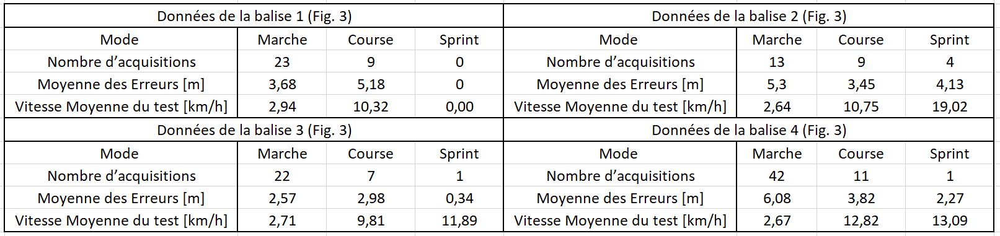 Données de la balise 1 (Fig. 3)
Mode Marche Course Sprint
Nombre d’acquisitions 23 9 0
Moyenne des Erreurs [m] 3,68 5,18 0
Vitesse Moyenne du test [km/h] 2,94 10,32 0,00
Données de la balise 2 (Fig. 3)
Mode Marche Course Sprint
Nombre d’acquisitions 13 9 4
Moyenne des Erreurs [m] 5,3 3,45 4,13
Vitesse Moyenne du test [km/h] 2,64 10,75 19,02
Données de la balise 3 (Fig. 3)
Mode Marche Course Sprint
Nombre d’acquisitions 22 7 1
Moyenne des Erreurs [m] 2,57 2,98 0,34
Vitesse Moyenne du test [km/h] 2,71 9,81 11,89
Données de la balise 4 (Fig. 3)
Mode Marche Course Sprint
Nombre d’acquisitions 42 11 1
Moyenne des Erreurs [m] 6,08 3,82 2,27
Vitesse Moyenne du test [km/h] 2,67 12,82 13,09